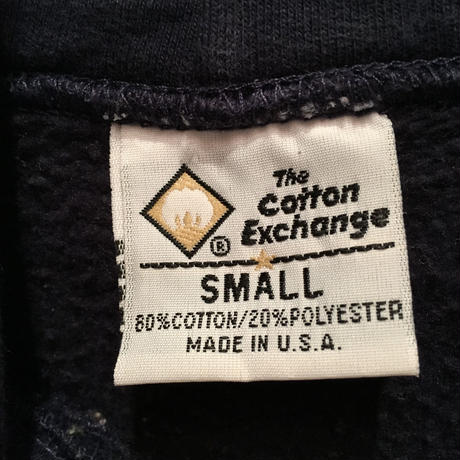 The
Cotton
Exchange
®
SMALL
80%COTTON/20%POLYESTER
MADE IN U.S.A.